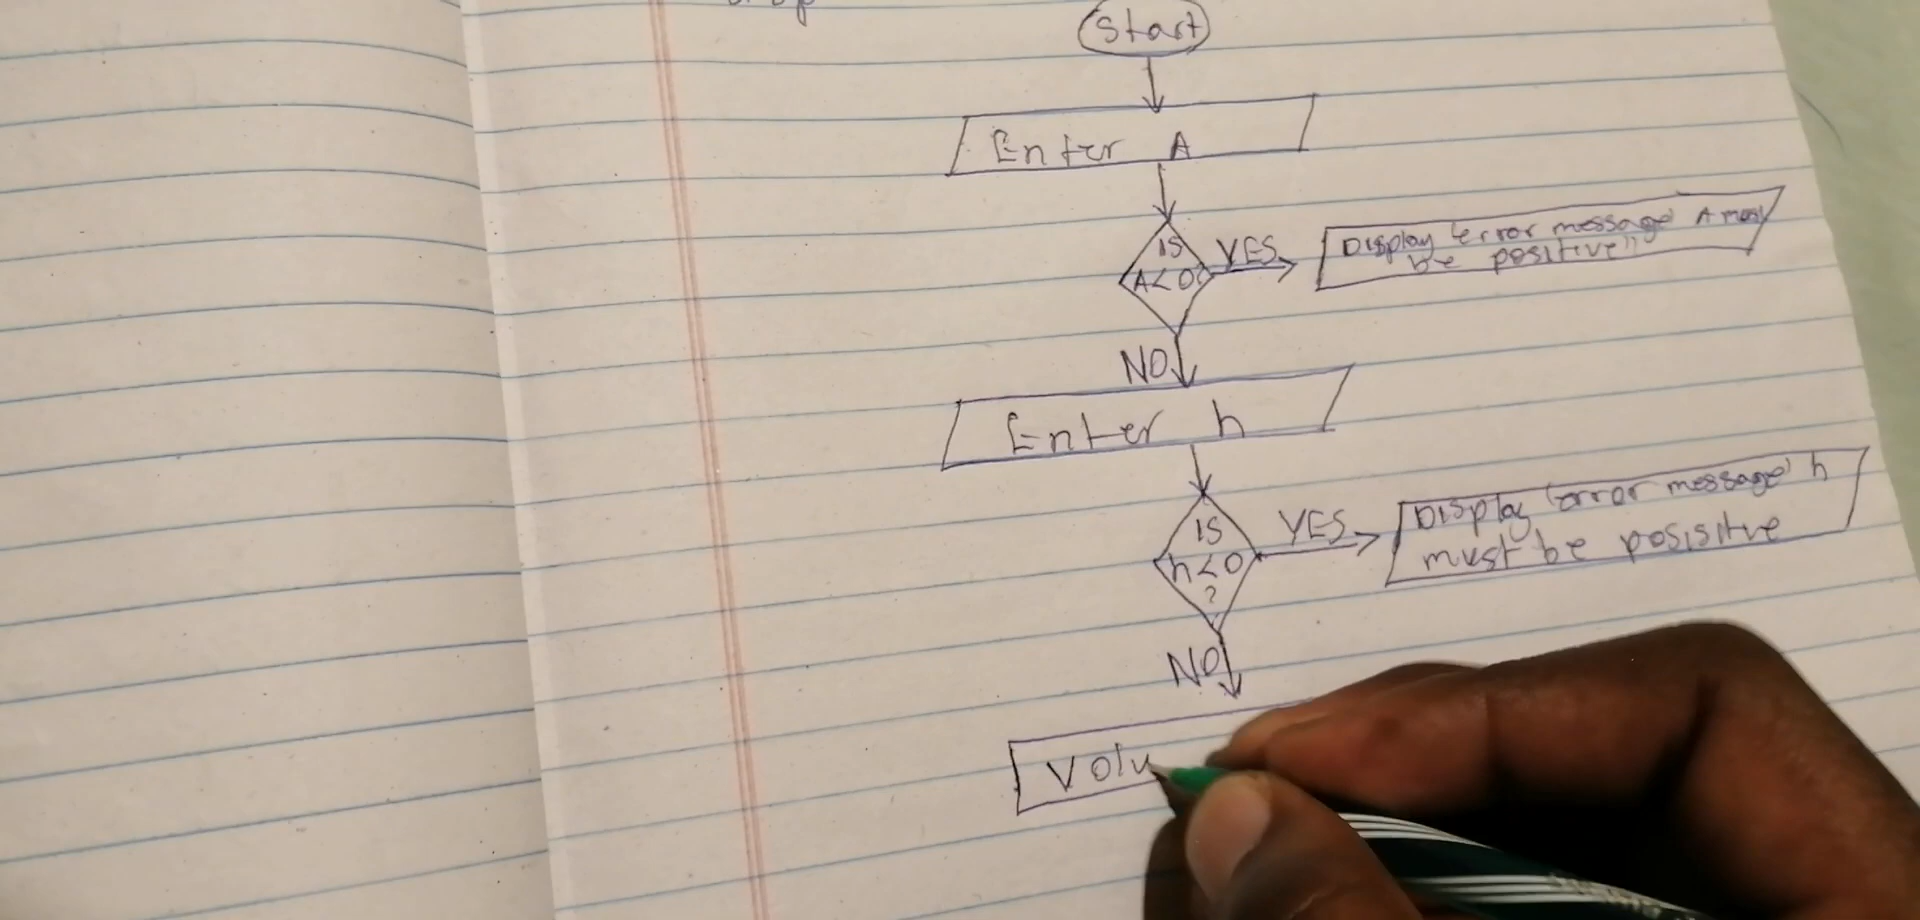 Start
Enter A
IS
A<0?
YES
Display "error message A must
be positive"
NO
Enter h
IS
h<0
?
YES
Display "error message h
must be posisitve
NO
Volu